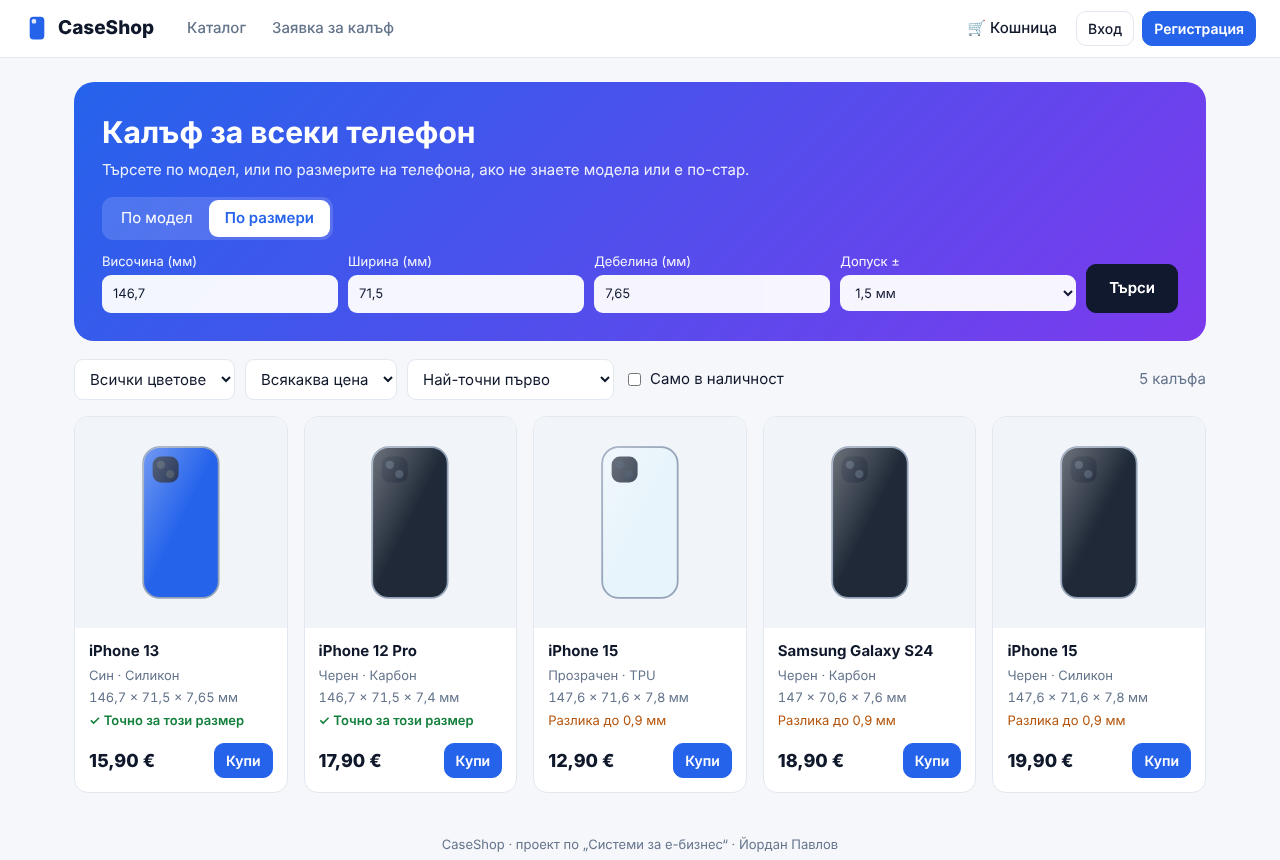 CaseShop Каталог Заявка за калъф 🛒 Кошница Вход Регистрация
Калъф за всеки телефон
Търсете по модел, или по размерите на телефона, ако не знаете модела или е по-стар.
По модел По размери
Височина (мм) Ширина (мм) Дебелина (мм) Допуск ±
146,7 71,5 7,65 1,5 мм Търси
Всички цветове Всякаква цена Най-точни първо Само в наличност 5 калъфа
iPhone 13
Син · Силикон
146,7 × 71,5 × 7,65 мм
✓ Точно за този размер
15,90 € Купи
iPhone 12 Pro
Черен · Карбон
146,7 × 71,5 × 7,4 мм
✓ Точно за този размер
17,90 € Купи
iPhone 15
Прозрачен · TPU
147,6 × 71,6 × 7,8 мм
Разлика до 0,9 мм
12,90 € Купи
Samsung Galaxy S24
Черен · Карбон
147 × 70,6 × 7,6 мм
Разлика до 0,9 мм
18,90 € Купи
iPhone 15
Черен · Силикон
147,6 × 71,6 × 7,8 мм
Разлика до 0,9 мм
19,90 € Купи
CaseShop · проект по „Системи за е-бизнес“ · Йордан Павлов